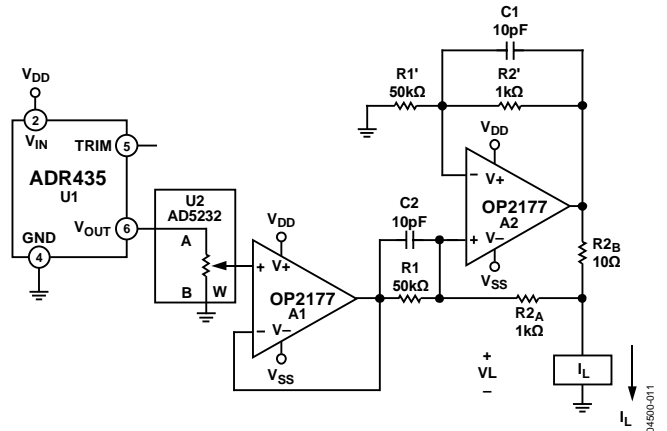 C1
10pF
R1'
50kΩ
R2'
1kΩ
VDD
2
VIN
TRIM
5
ADR435
U1
VOUT
6
GND
4
U2
AD5232
A
B
W
VDD
+
V+
OP2177
A1
−
V−
VSS
C2
10pF
R1
50kΩ
VDD
−
V+
OP2177
A2
+
V−
VSS
R2B
10Ω
R2A
1kΩ
+
VL
−
IL
IL
04500-011